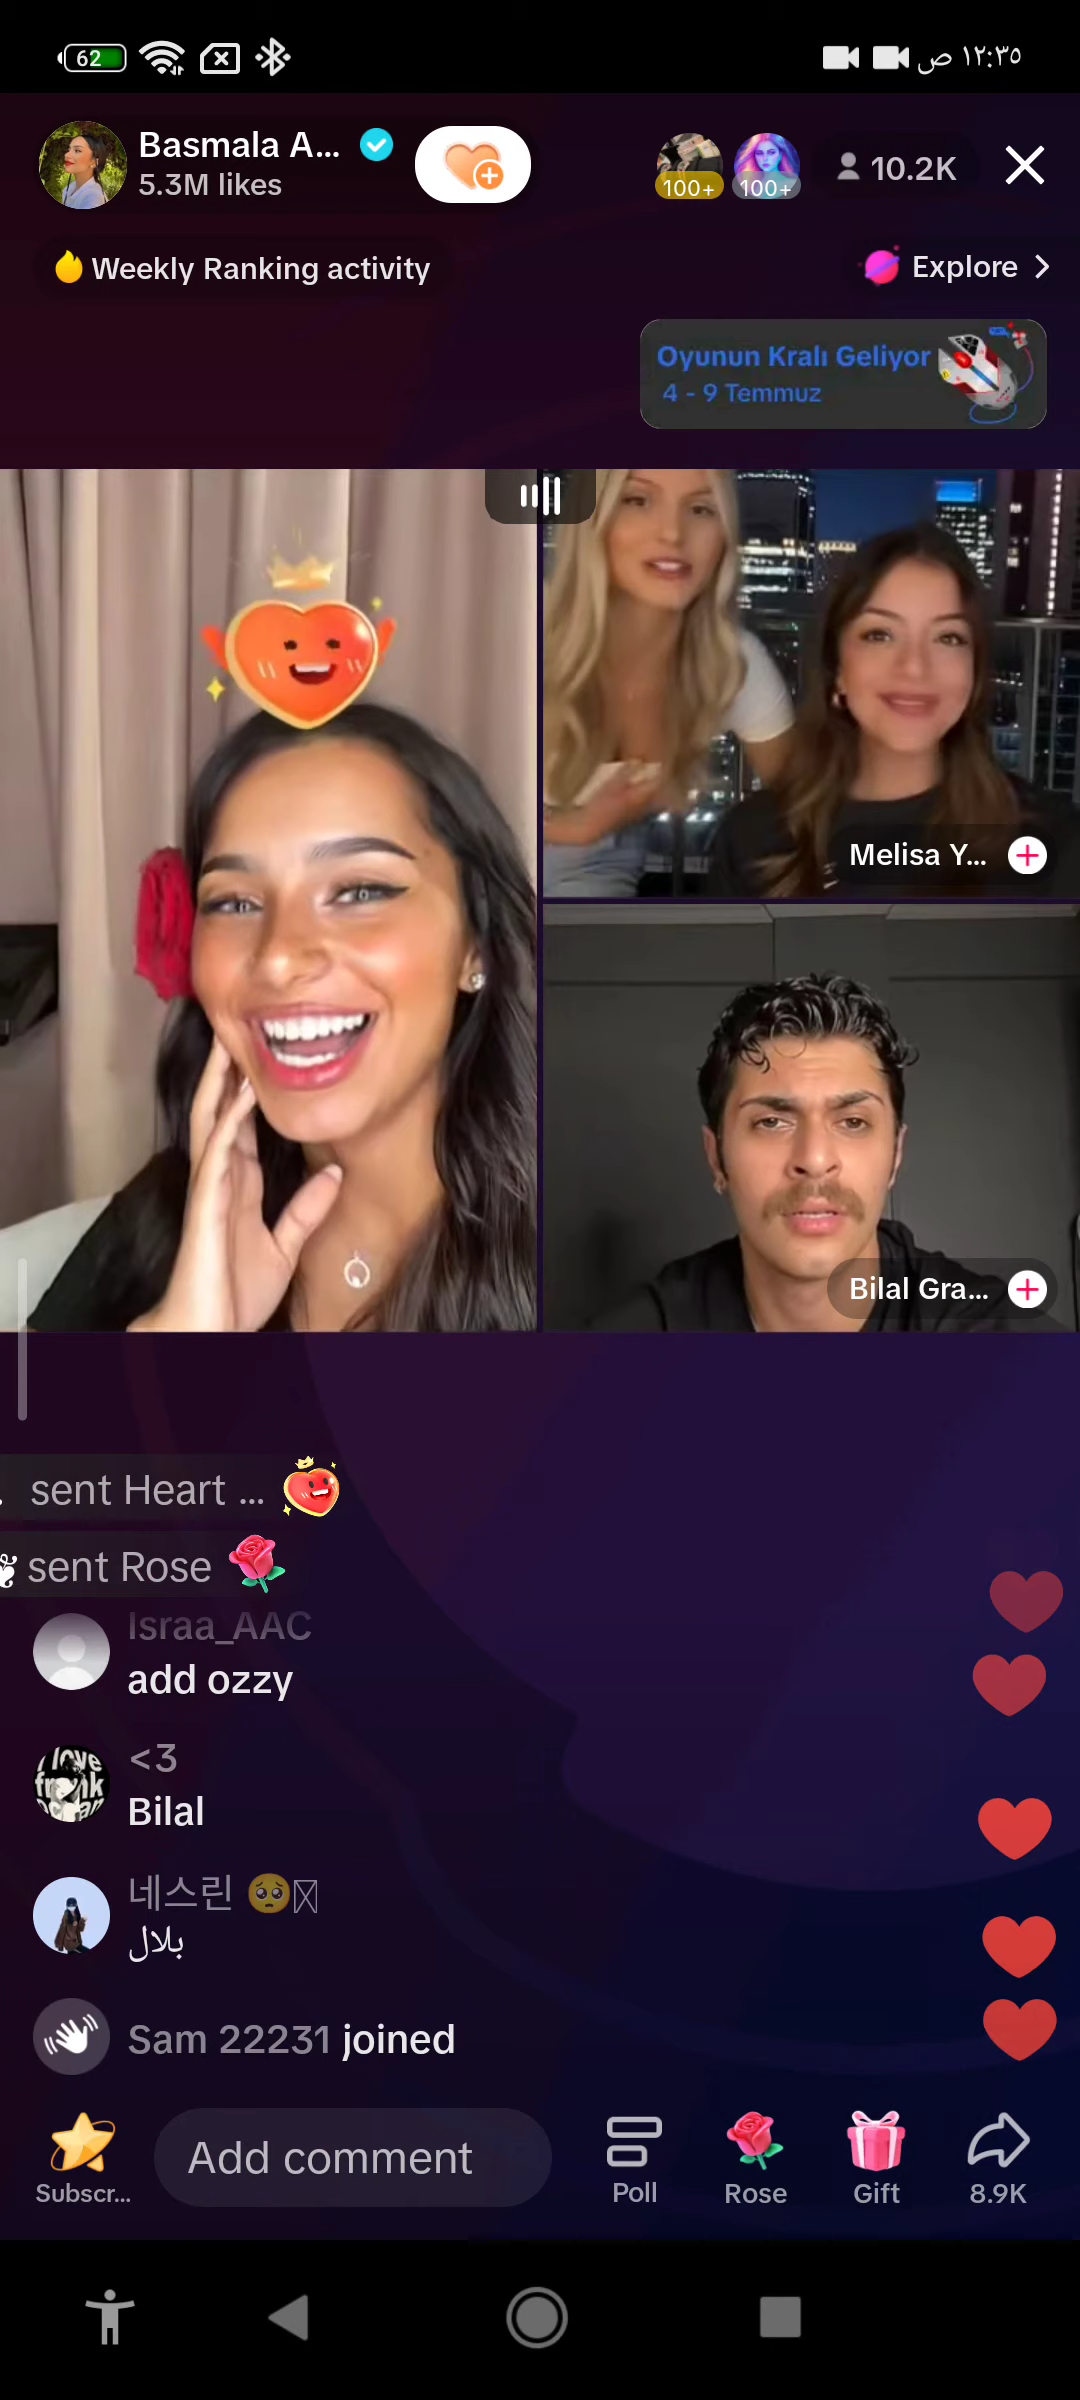 62
١٢:٣٥ ص
Basmala A...
5.3M likes
100+
100+
10.2K
Weekly Ranking activity
Explore
Oyunun Kralı Geliyor
4 - 9 Temmuz
Melisa Y...
Bilal Gra...
sent Heart ...
sent Rose
Israa_AAC
add ozzy
<3
Bilal
네스린 🥺
بلال
Sam 22231 joined
Subscr...
Add comment
Poll
Rose
Gift
8.9K